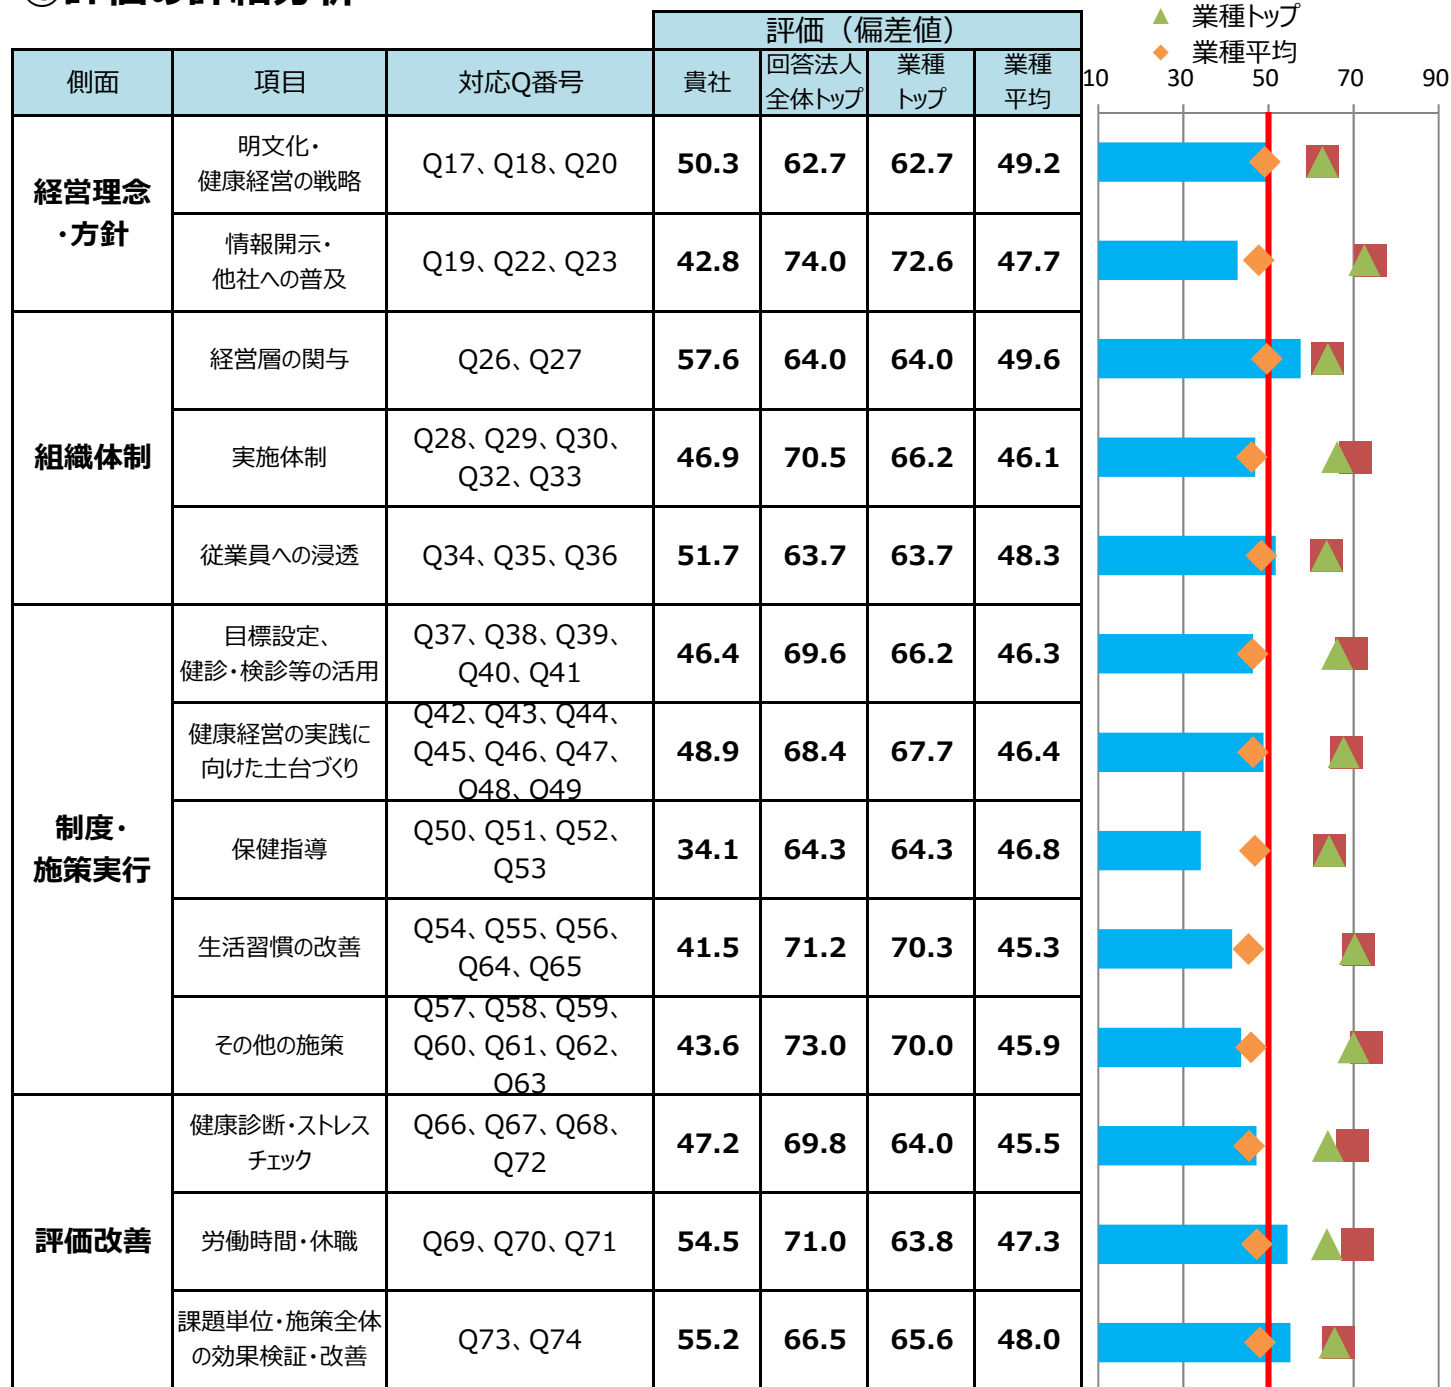 評価（偏差値）
▲ 業種トップ
◆ 業種平均
側面 項目 対応Q番号 貴社 回答法人 業種 業種
全体トップ トップ 平均
10 30 50 70 90
経営理念
・方針
明文化・
健康経営の戦略
Q17、Q18、Q20 50.3 62.7 62.7 49.2
情報開示・
他社への普及
Q19、Q22、Q23 42.8 74.0 72.6 47.7
組織体制
経営層の関与 Q26、Q27 57.6 64.0 64.0 49.6
実施体制
Q28、Q29、Q30、
Q32、Q33
46.9 70.5 66.2 46.1
従業員への浸透 Q34、Q35、Q36 51.7 63.7 63.7 48.3
制度・
施策実行
目標設定、
健診・検診等の活用
Q37、Q38、Q39、
Q40、Q41
46.4 69.6 66.2 46.3
健康経営の実践に
向けた土台づくり
Q42、Q43、Q44、
Q45、Q46、Q47、
Q48、Q49
48.9 68.4 67.7 46.4
保健指導
Q50、Q51、Q52、
Q53
34.1 64.3 64.3 46.8
生活習慣の改善
Q54、Q55、Q56、
Q64、Q65
41.5 71.2 70.3 45.3
その他の施策
Q57、Q58、Q59、
Q60、Q61、Q62、
Q63
43.6 73.0 70.0 45.9
評価改善
健康診断・ストレス
チェック
Q66、Q67、Q68、
Q72
47.2 69.8 64.0 45.5
労働時間・休職 Q69、Q70、Q71 54.5 71.0 63.8 47.3
課題単位・施策全体
の効果検証・改善
Q73、Q74 55.2 66.5 65.6 48.0